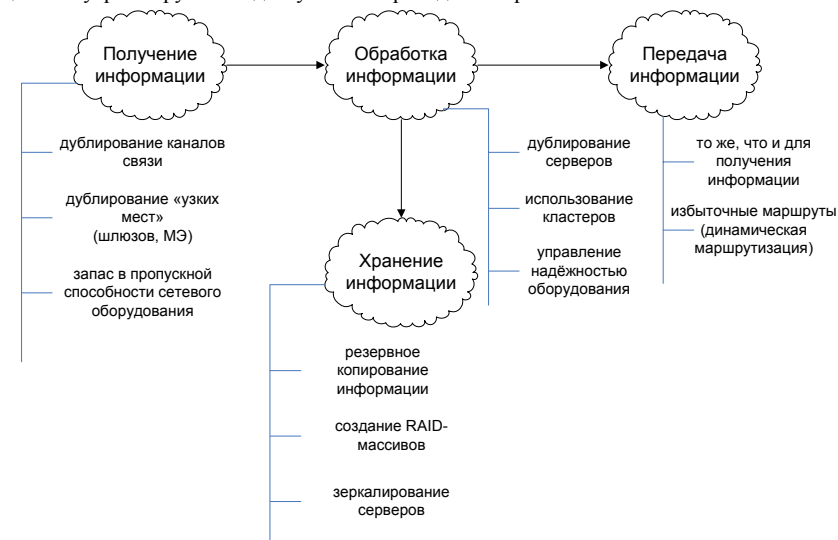 Получение
информации
Обработка
информации
Передача
информации
дублирование каналов
связи
дублирование «узких
мест»
(шлюзов, МЭ)
запас в пропускной
способности сетевого
оборудования
дублирование
серверов
использование
кластеров
управление
надёжностью
оборудования
то же, что и для
получения
информации
избыточные маршруты
(динамическая
маршрутизация)
Хранение
информации
резервное
копирование
информации
создание RAID-
массивов
зеркалирование
серверов